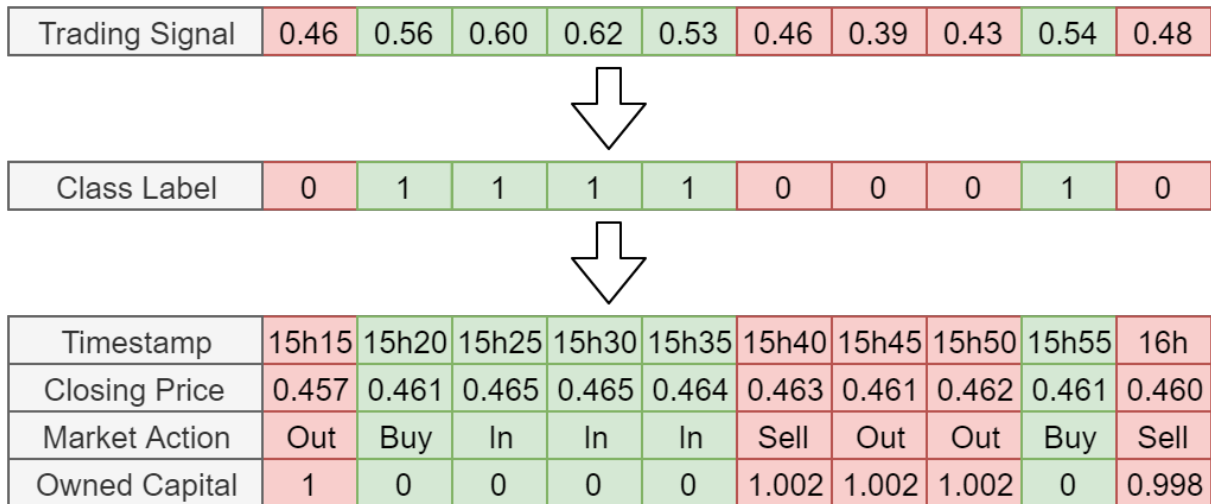 Trading Signal 0.46 0.56 0.60 0.62 0.53 0.46 0.39 0.43 0.54 0.48
Class Label 0 1 1 1 1 0 0 0 1 0
Timestamp 15h15 15h20 15h25 15h30 15h35 15h40 15h45 15h50 15h55 16h
Closing Price 0.457 0.461 0.465 0.465 0.464 0.463 0.461 0.462 0.461 0.460
Market Action Out Buy In In In Sell Out Out Buy Sell
Owned Capital 1 0 0 0 0 1.002 1.002 1.002 0 0.998